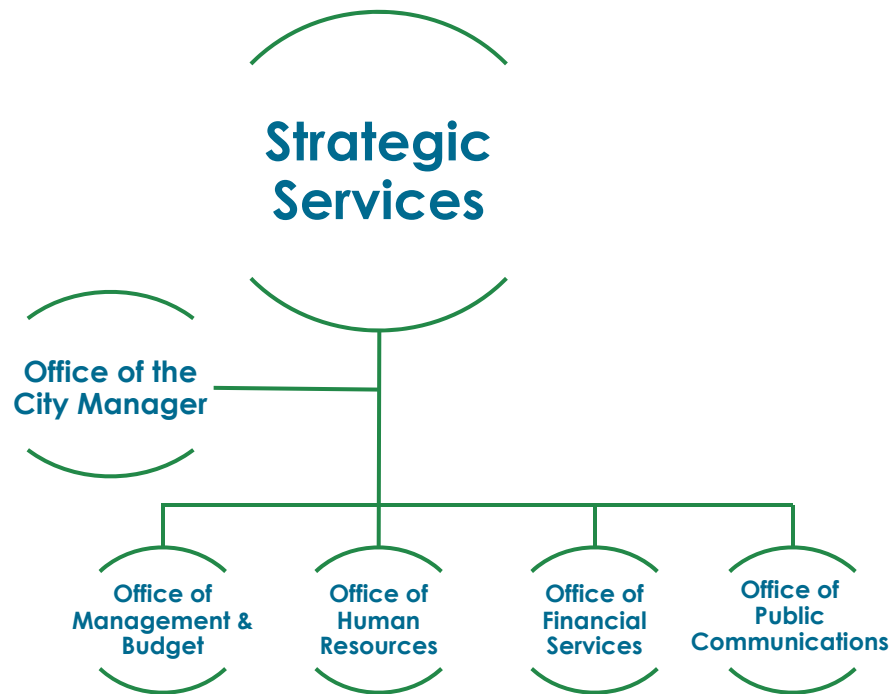 Strategic
Services
Office of the
City Manager
Office of
Management &
Budget
Office of
Human
Resources
Office of
Financial
Services
Office of
Public
Communications